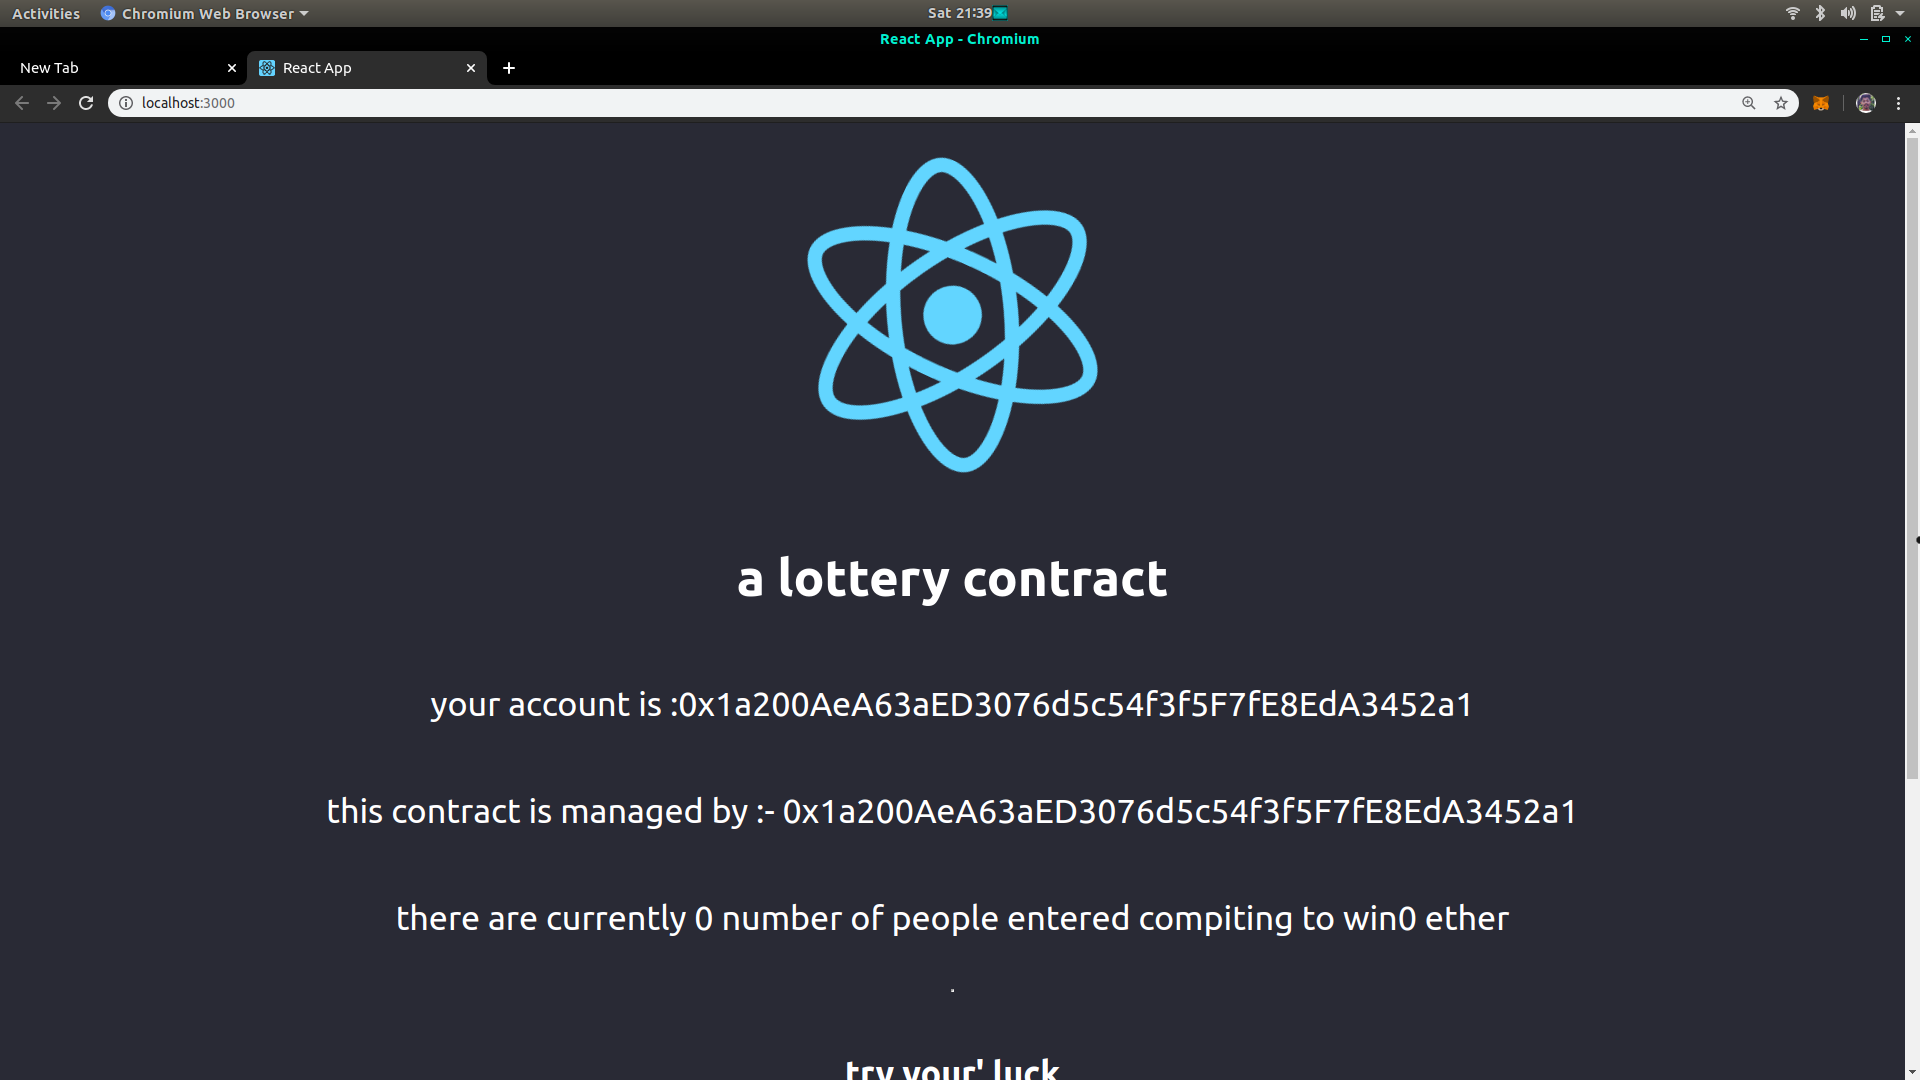 Activities Chromium Web Browser Sat 21:39
React App - Chromium
New Tab React App
localhost:3000
a lottery contract
your account is :0x1a200AeA63aED3076d5c54f3f5F7fE8EdA3452a1
this contract is managed by :- 0x1a200AeA63aED3076d5c54f3f5F7fE8EdA3452a1
there are currently 0 number of people entered compiting to win0 ether
.
try your' luck